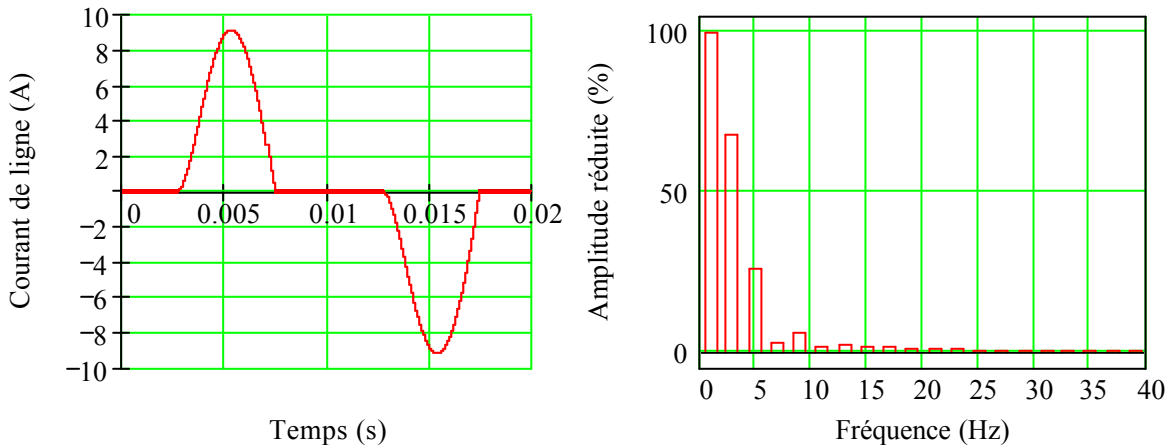 Courant de ligne (A)
10
8
6
4
2
−2
−4
−6
−8
−10
0 0.005 0.01 0.015 0.02
Temps (s)
Amplitude réduite (%)
100
50
0
0 5 10 15 20 25 30 35 40
Fréquence (Hz)